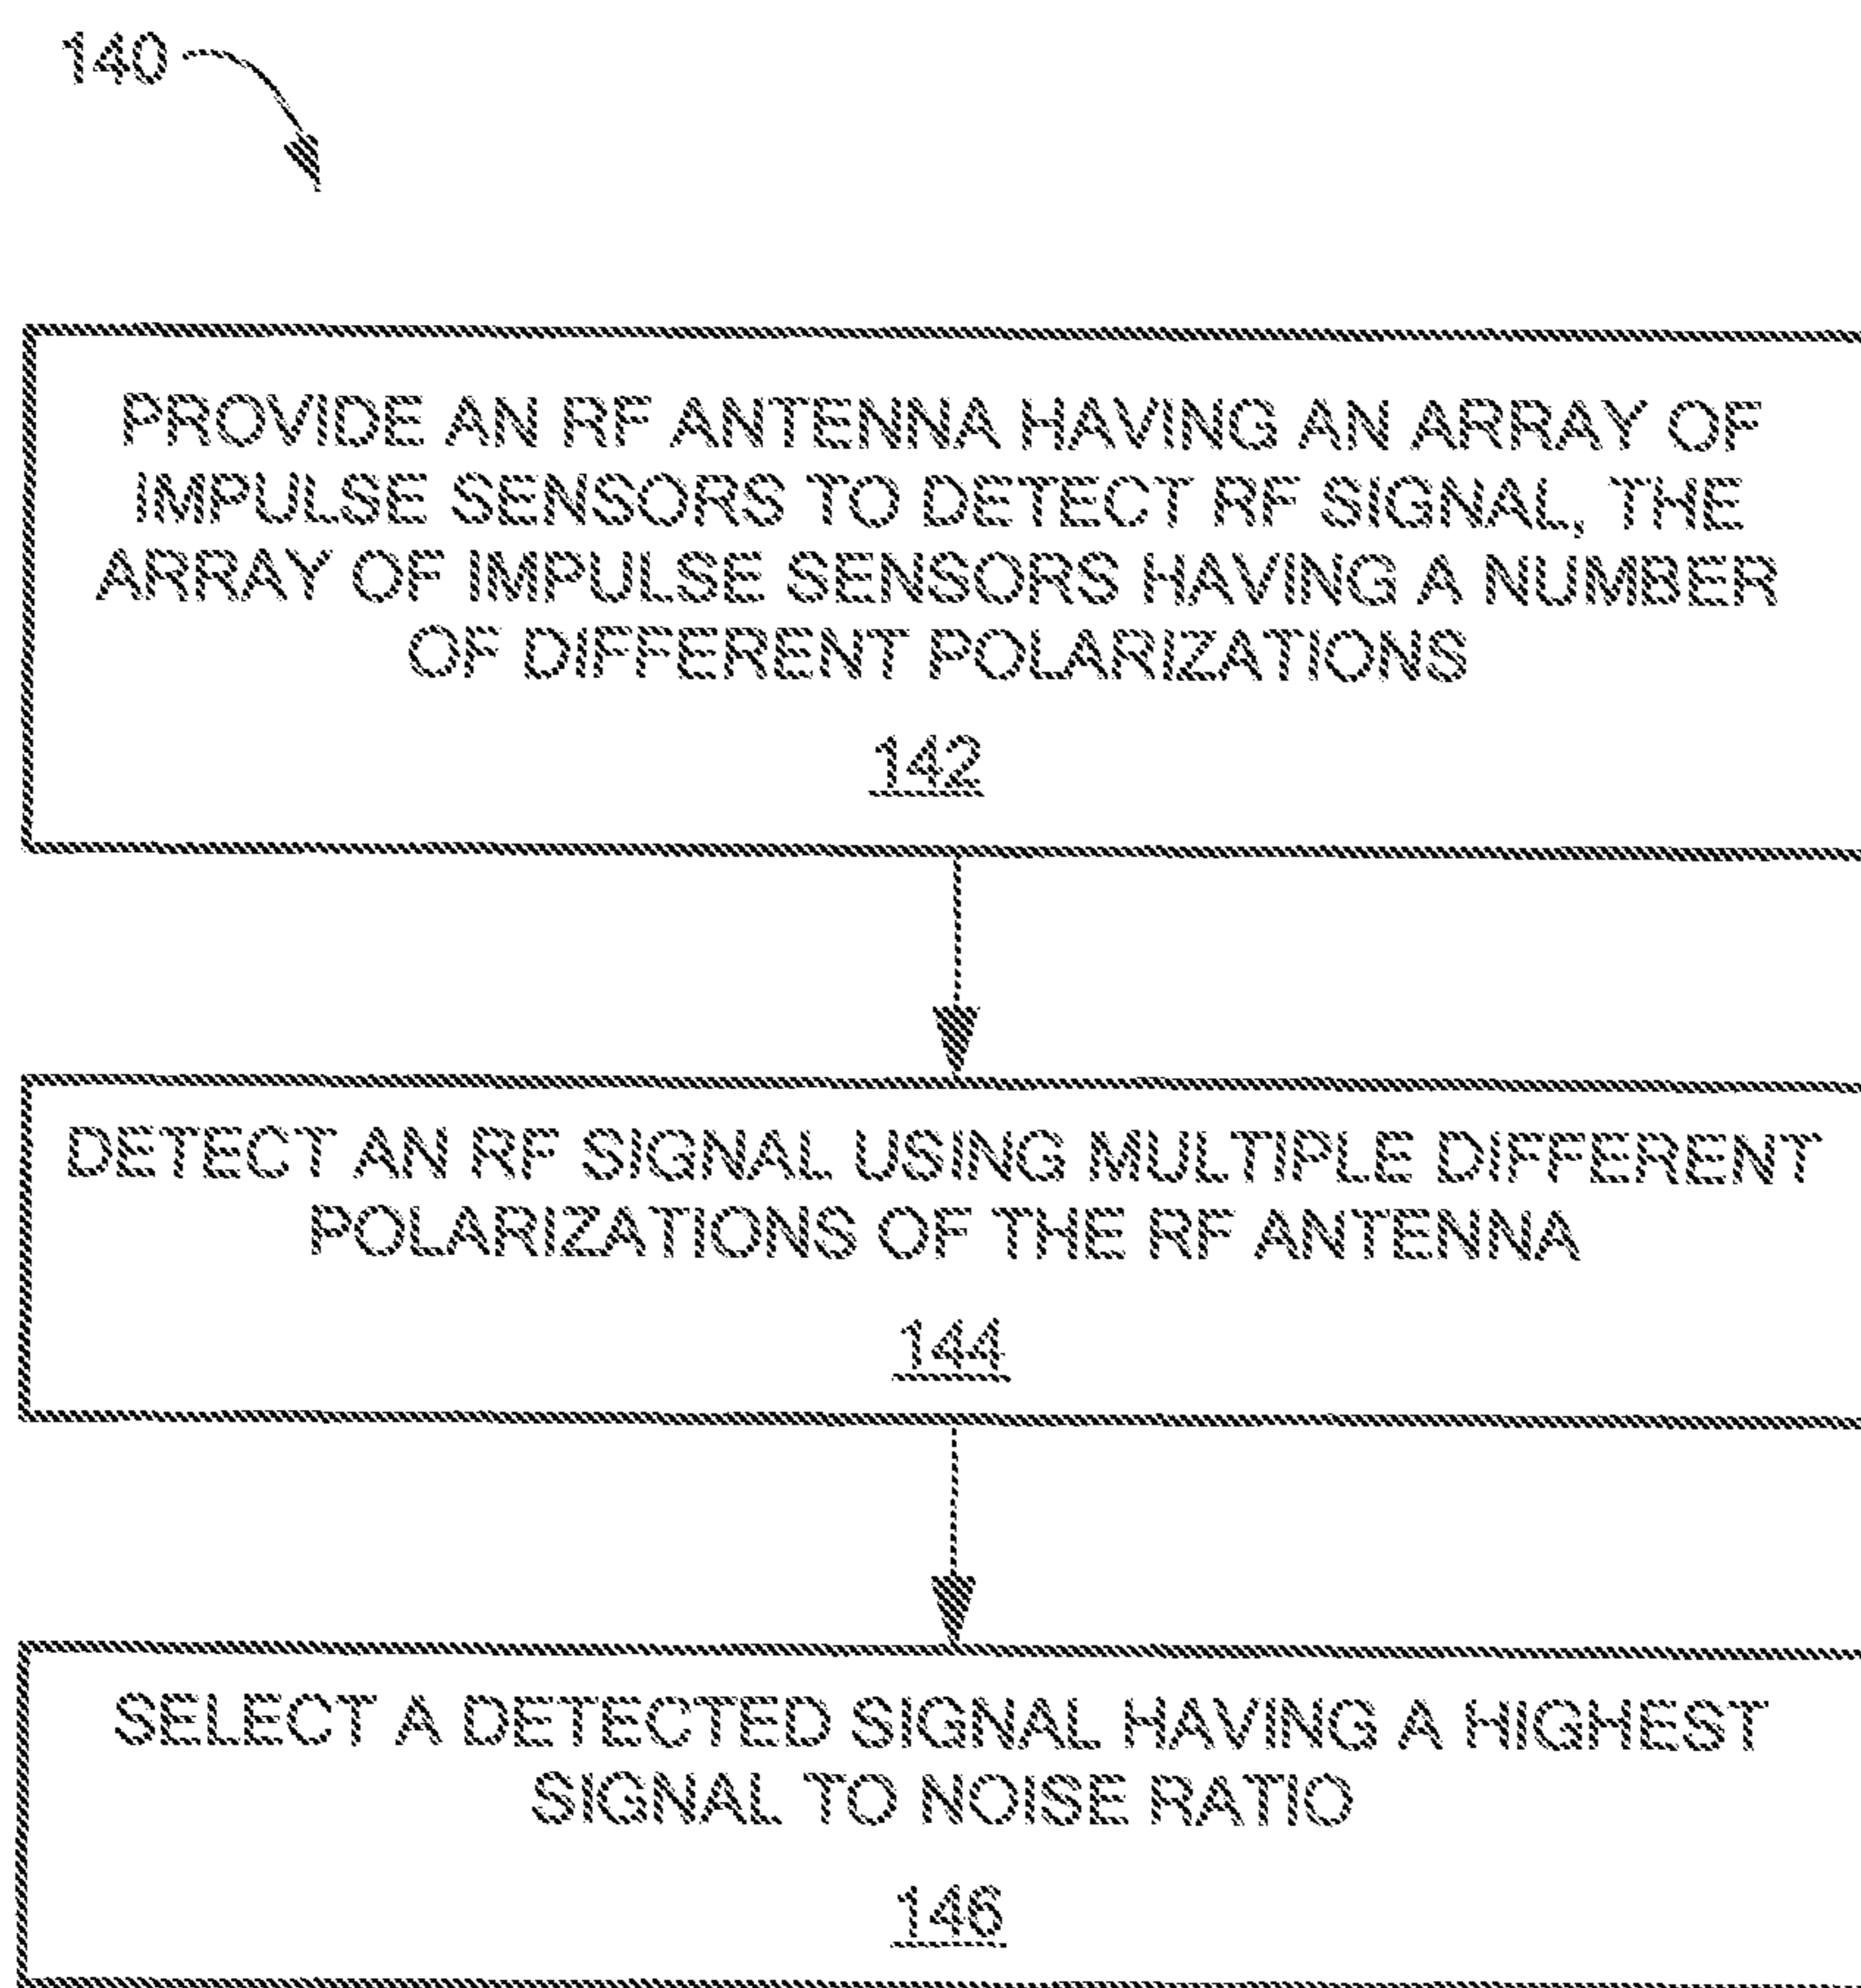 140
PROVIDE AN RF ANTENNA HAVING AN ARRAY OF
IMPULSE SENSORS TO DETECT RF SIGNAL, THE
ARRAY OF IMPULSE SENSORS HAVING A NUMBER
OF DIFFERENT POLARIZATIONS
142
DETECT AN RF SIGNAL USING MULTIPLE DIFFERENT
POLARIZATIONS OF THE RF ANTENNA
144
SELECT A DETECTED SIGNAL HAVING A HIGHEST
SIGNAL TO NOISE RATIO
146